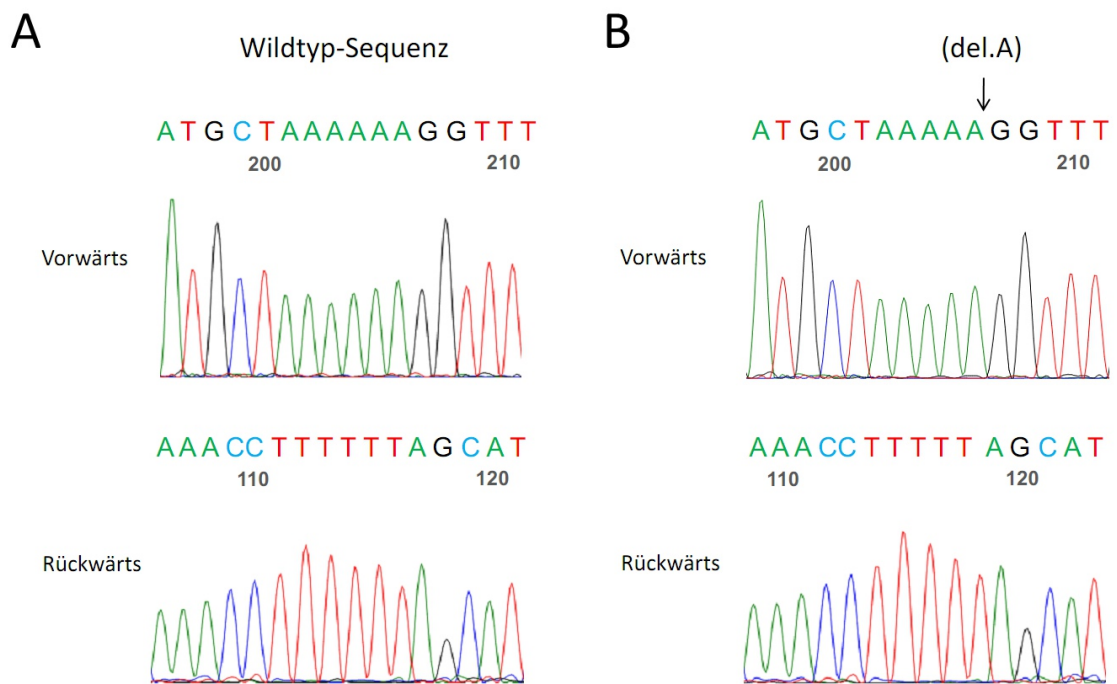 A
Wildtyp-Sequenz
ATGCTAAAAAAGGTTT
200 210
Vorwärts
AAACCTTTTTTAGCAT
110 120
Rückwärts
B
(del.A)
ATGCTAAAAAGGTTT
200 210
Vorwärts
AAACCTTTTTAGCAT
110 120
Rückwärts